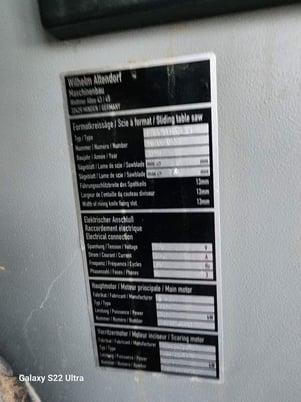 Wilhelm Altendorf
Maschinenbau
Wettiner Allee 43/45
32429 MINDEN / GERMANY
Formatkreissäge / Scie à format / Sliding table saw
Typ / Type
Nummer / Numéro / Number
Baujahr / Année / Year
Sägeblatt / Lame de scie / Sawblade max ∅ mm
Sägeblatt / Lame de scie / Sawblade max ∅ mm
Führungsschlitzbreite des Spaltkeils 13mm
Largeur de l'entaille du couteau diviseur 13mm
Width of riving knife fixing slot 13mm
Elektrischer Anschluß
Raccordement électrique
Electrical connection
Spannung / Tension / Voltage V
Strom / Courant / Current A
Frequenz / Fréquence / Cycles Hz
Phasenzahl / Faces / Phases
Hauptmotor / Moteur principale / Main motor
Fabrikat / Fabricant / Manufacturer
Typ / Type
Leistung / Puissance / Power kW
Nummer / Numéro / Number
Vorritzermotor / Moteur inciseur / Scoring motor
Fabrikat / Fabricant / Manufacturer
Typ / Type
Leistung / Puissance / Power kW
Nummer / Numéro / Number
Galaxy S22 Ultra